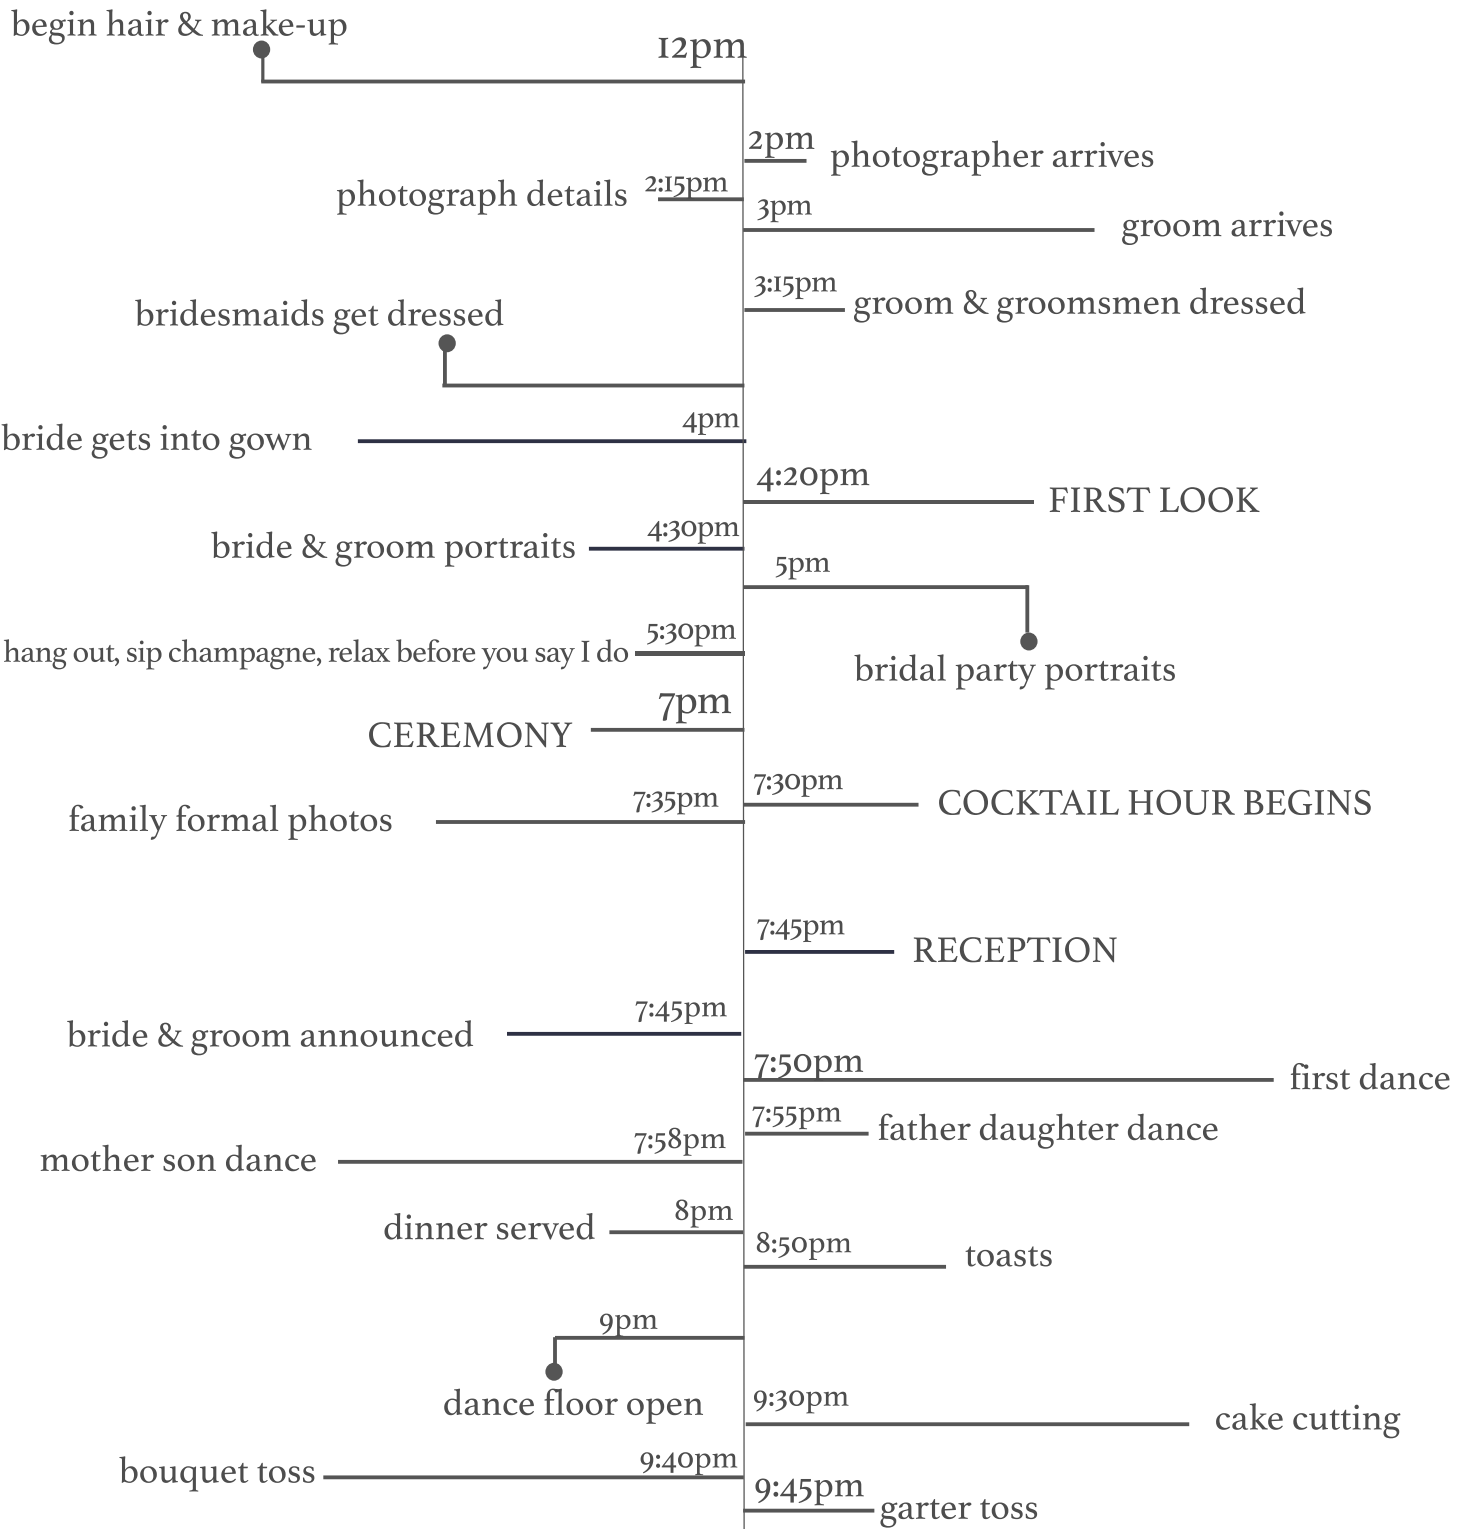 begin hair & make-up
12pm
2pm
photographer arrives
photograph details
2:15pm
3pm
groom arrives
3:15pm
groom & groomsmen dressed
bridesmaids get dressed
4pm
bride gets into gown
4:20pm
FIRST LOOK
4:30pm
bride & groom portraits
5pm
bridal party portraits
5:30pm
hang out, sip champagne, relax before you say I do
7pm
CEREMONY
7:30pm
COCKTAIL HOUR BEGINS
7:35pm
family formal photos
7:45pm
RECEPTION
7:45pm
bride & groom announced
7:50pm
first dance
7:55pm
father daughter dance
7:58pm
mother son dance
8pm
dinner served
8:50pm
toasts
9pm
dance floor open
9:30pm
cake cutting
9:40pm
bouquet toss
9:45pm
garter toss